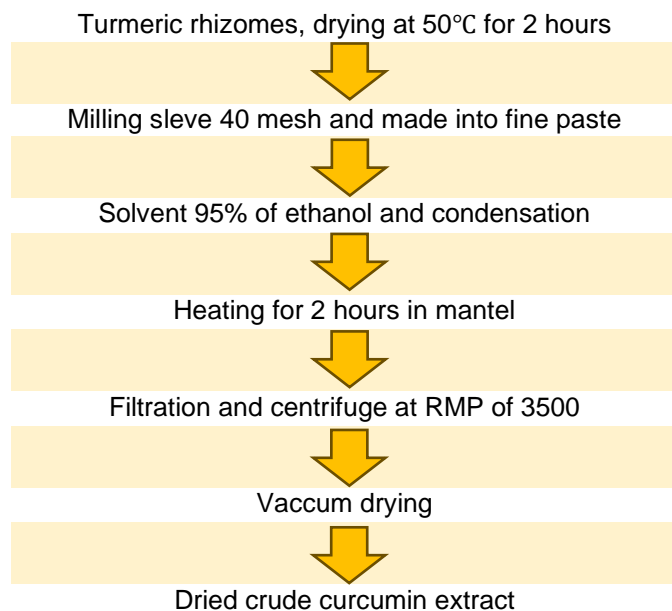 Turmeric rhizomes, drying at 50℃ for 2 hours
Milling sleve 40 mesh and made into fine paste
Solvent 95% of ethanol and condensation
Heating for 2 hours in mantel
Filtration and centrifuge at RMP of 3500
Vaccum drying
Dried crude curcumin extract